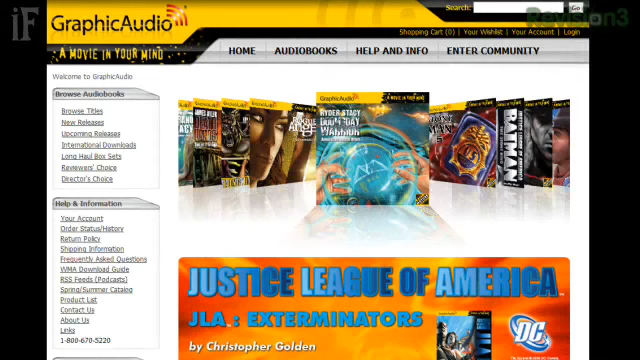 iF
Revision3
Search:
Go
GraphicAudio
A MOVIE IN YOUR MIND
Shopping Cart (0) | Your Wishlist | Your Account | Login
HOME AUDIOBOOKS HELP AND INFO ENTER COMMUNITY
Welcome to GraphicAudio
Browse Audiobooks
Browse Titles
New Releases
Upcoming Releases
International Downloads
Long Haul Box Sets
Reviewers' Choice
Director's Choice
Help & Information
Your Account
Order Status/History
Return Policy
Shipping Information
Frequently Asked Questions
WMA Download Guide
RSS Feeds (Podcasts)
Spring/Summer Catalog
Product List
Contact Us
About Us
Links
1-800-670-5220
GraphicAudio
A MOVIE IN YOUR MIND
RYDER STACY
DOOMSDAY
WARRIOR
ROGUE
ANGEL
BATMAN
JUSTICE LEAGUE OF AMERICA
JLA : EXTERMINATORS
by Christopher Golden
DC